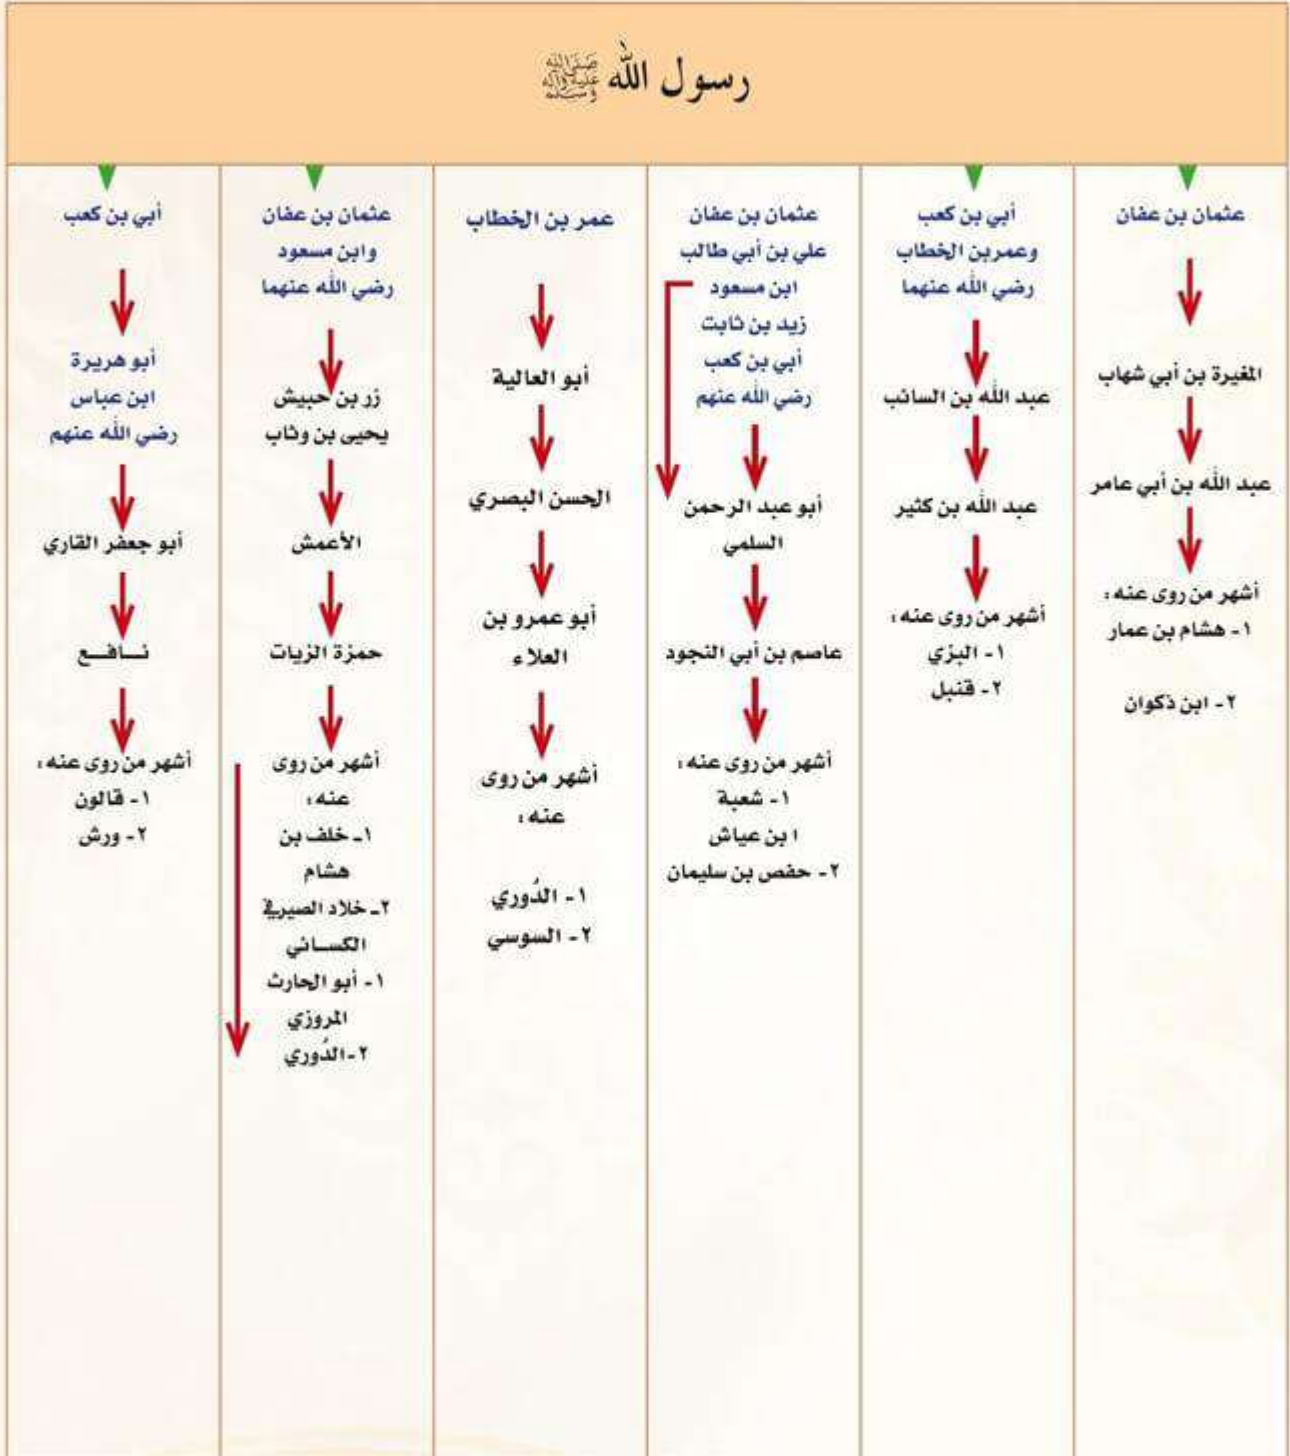 رسول الله ﷺ
عثمان بن عفان
المغيرة بن أبي شهاب
عبد الله بن أبي عامر
أشهر من روى عنه :
١- هشام بن عمار
٢- ابن ذكوان
أبي بن كعب
وعمر بن الخطاب
رضي الله عنهما
عبد الله بن السائب
عبد الله بن كثير
أشهر من روى عنه :
١- البزي
٢- قنبل
عثمان بن عفان
علي بن أبي طالب
ابن مسعود
زيد بن ثابت
أبي بن كعب
رضي الله عنهم
أبو عبد الرحمن
السلمي
عاصم بن أبي النجود
أشهر من روى عنه :
١- شعبة
ابن عياش
٢- حفص بن سليمان
عمر بن الخطاب
أبو العالية
الحسن البصري
أبو عمرو بن
العلاء
أشهر من روى
عنه :
١- الدُوري
٢- السوسي
عثمان بن عفان
وابن مسعود
رضي الله عنهما
زر بن حبيش
يحيى بن وثاب
الأعمش
حمزة الزيات
أشهر من روى
عنه :
١ـ خلف بن
هشام
٢ـ خلاد الصيرفي
الكســائي
١- أبو الحارث
المروزي
٢-الدُوري
أبي بن كعب
أبو هريرة
ابن عباس
رضي الله عنهم
أبو جعفر القاري
نــافــع
أشهر من روى عنه :
١- قالون
٢- ورش